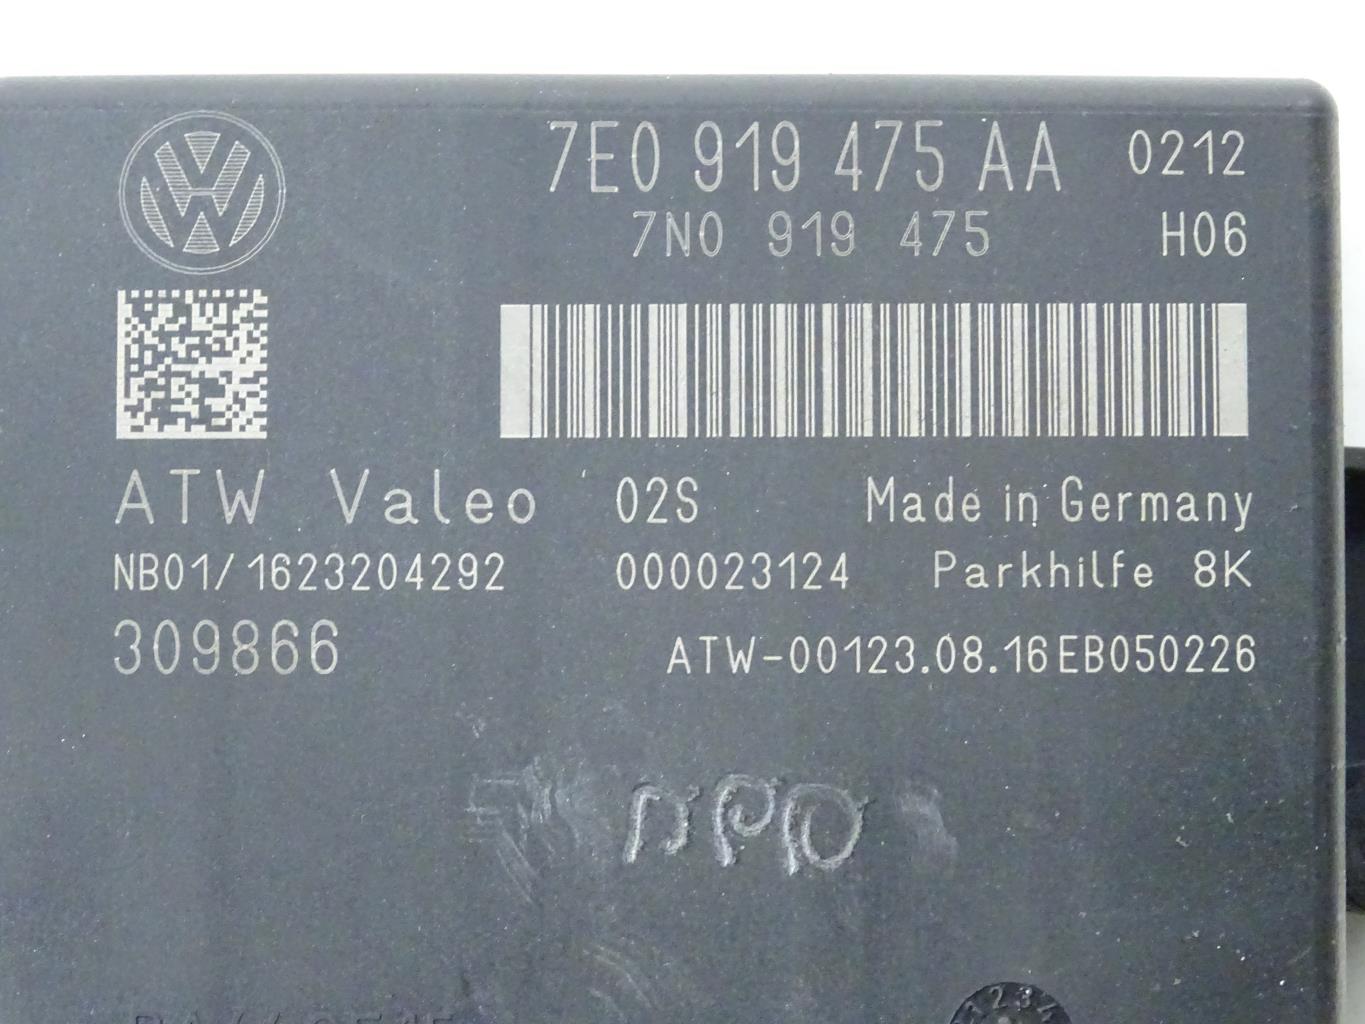 7E0 919 475 AA 0212
7N0 919 475 H06
ATW Valeo 02S Made in Germany
NB01/1623204292 000023124 Parkhilfe 8K
309866 ATW-00123.08.16EB050226